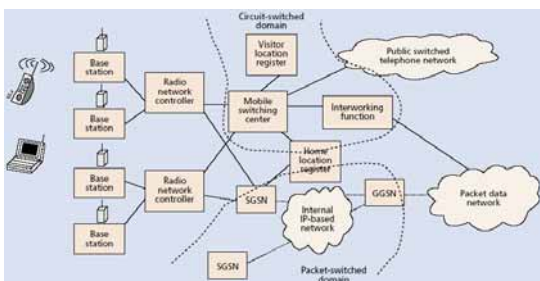 Circuit-switched
domain
Visitor
location
register
Public switched
telephone network
Base
station
Base
station
Radio
network
controller
Mobile
switching
center
Interworking
function
Home
location
register
Base
station
Base
station
Radio
network
controller
SGSN
Internal
IP-based
network
GGSN
Packet data
network
SGSN
Packet-switched
domain